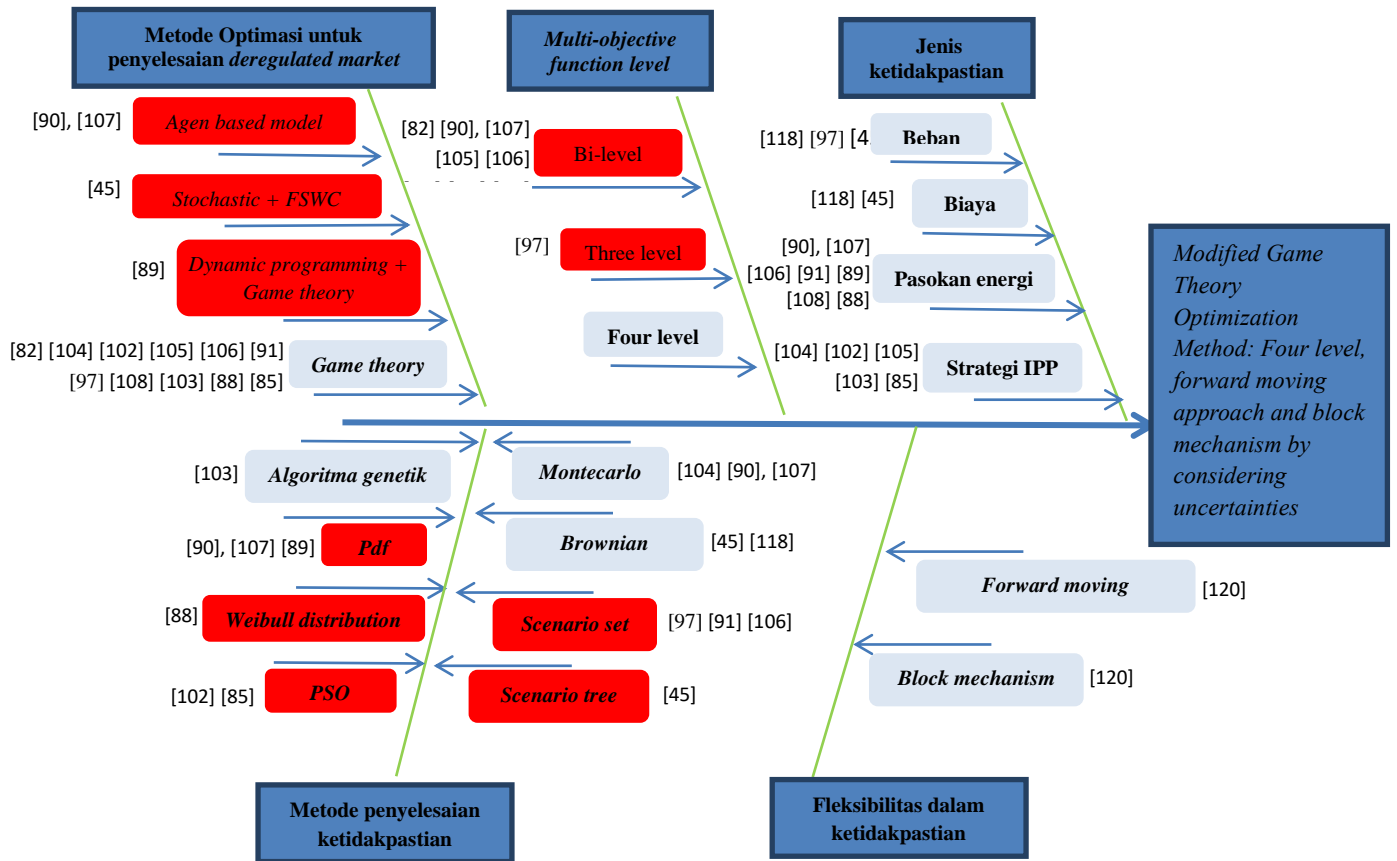 Metode Optimasi untuk
penyelesaian deregulated market
Multi-objective
function level
Jenis
ketidakpastian
[90], [107]
Agen based model
[45]
Stochastic + FSWC
[89]
Dynamic programming +
Game theory
[82] [104] [102] [105] [106] [91]
[97] [108] [103] [88] [85]
Game theory
[82] [90], [107]
[105] [106]
Bi-level
[97]
Three level
Four level
[118] [97] [4
Beban
[118] [45]
Biaya
[90], [107]
[106] [91] [89]
[108] [88]
Pasokan energi
[104] [102] [105]
[103] [85]
Strategi IPP
Modified Game
Theory
Optimization
Method: Four level,
forward moving
approach and block
mechanism by
considering
uncertainties
[103]
Algoritma genetik
Montecarlo
[104] [90], [107]
[90], [107] [89]
Pdf
Brownian
[45] [118]
[88]
Weibull distribution
Scenario set
[97] [91] [106]
[102] [85]
PSO
Scenario tree
[45]
Forward moving
[120]
Block mechanism
[120]
Metode penyelesaian
ketidakpastian
Fleksibilitas dalam
ketidakpastian